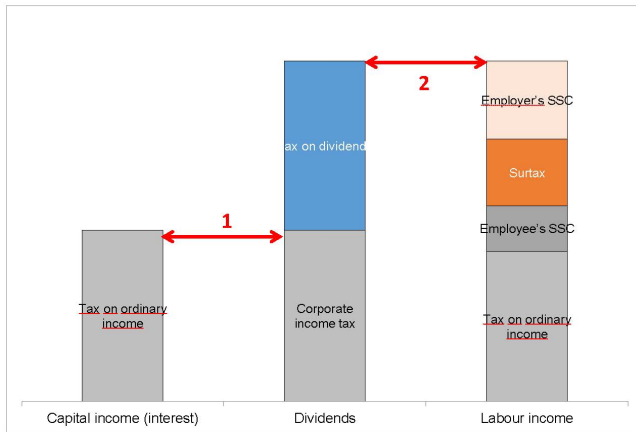 2
Employer's SSC
ax on dividend
Surtax
1
Employee's SSC
Tax on ordinary
income
Corporate
income tax
Tax on ordinary
income
Capital income (interest)
Dividends
Labour income